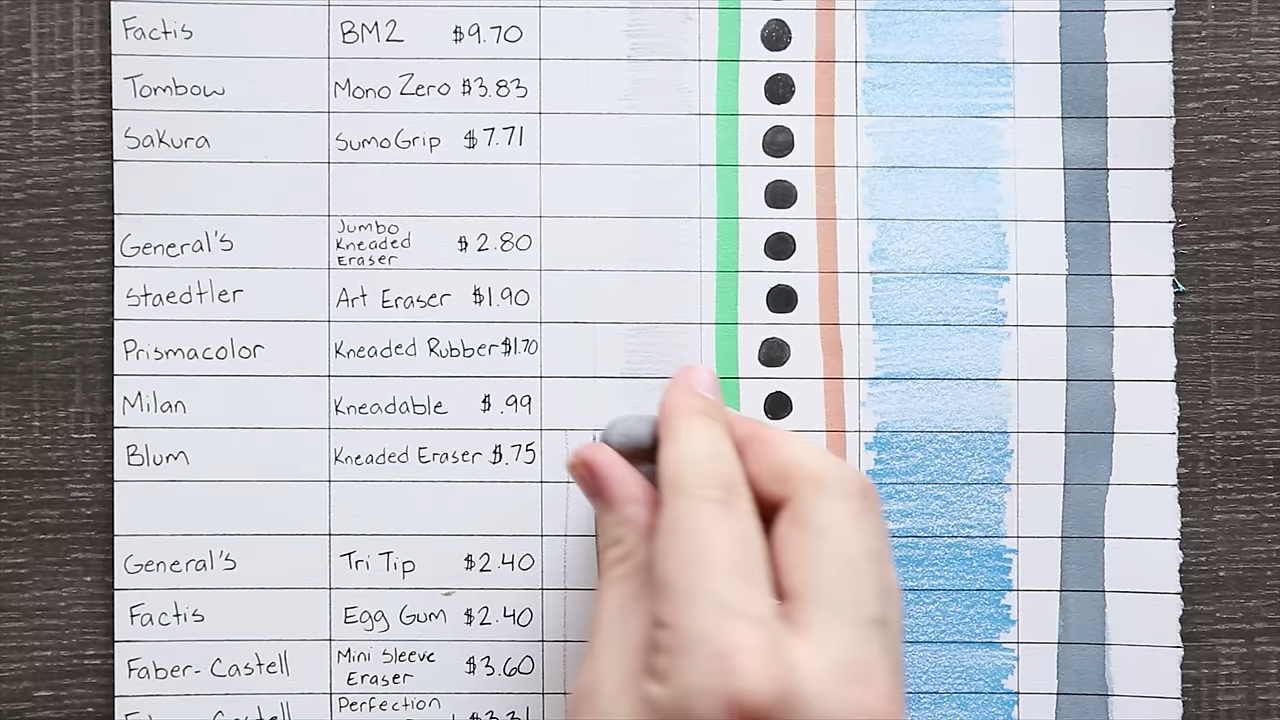 Factis BM2 $9.70
Tombow Mono Zero $3.83
Sakura SumoGrip $7.71
General's Jumbo Kneaded Eraser $2.80
Staedtler Art Eraser $1.90
Prismacolor Kneaded Rubber $1.70
Milan Kneadable $.99
Blum Kneaded Eraser $.75
General's Tri Tip $2.40
Factis Egg Gum $2.40
Faber-Castell Mini Sleeve Eraser $3.60
Faber-Castell Perfection